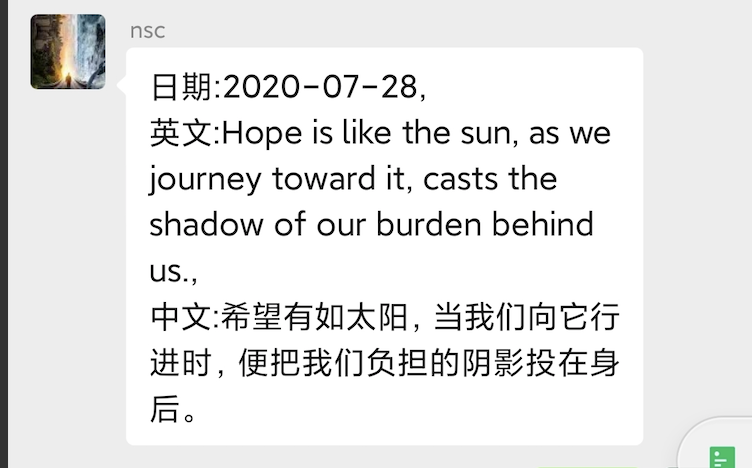 nsc
日期:2020-07-28,
英文:Hope is like the sun, as we
journey toward it, casts the
shadow of our burden behind
us.,
中文:希望有如太阳，当我们向它行
进时，便把我们负担的阴影投在身
后。